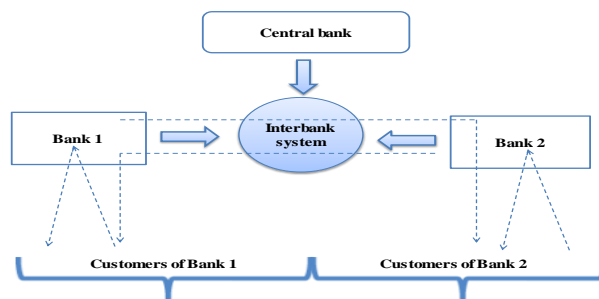 Central bank
Bank 1
Interbank
system
Bank 2
Customers of Bank 1
Customers of Bank 2